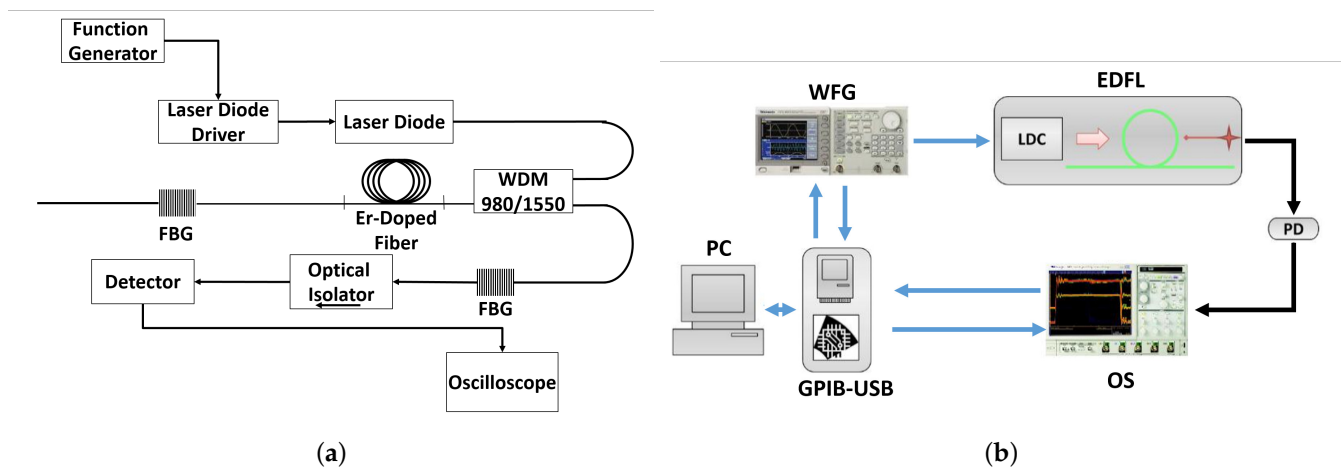 Function
Generator
Laser Diode
Driver
Laser Diode
WDM
980/1550
Er-Doped
Fiber
FBG
FBG
Optical
Isolator
Detector
Oscilloscope
(a)
WFG
EDFL
LDC
PD
PC
GPIB-USB
OS
(b)